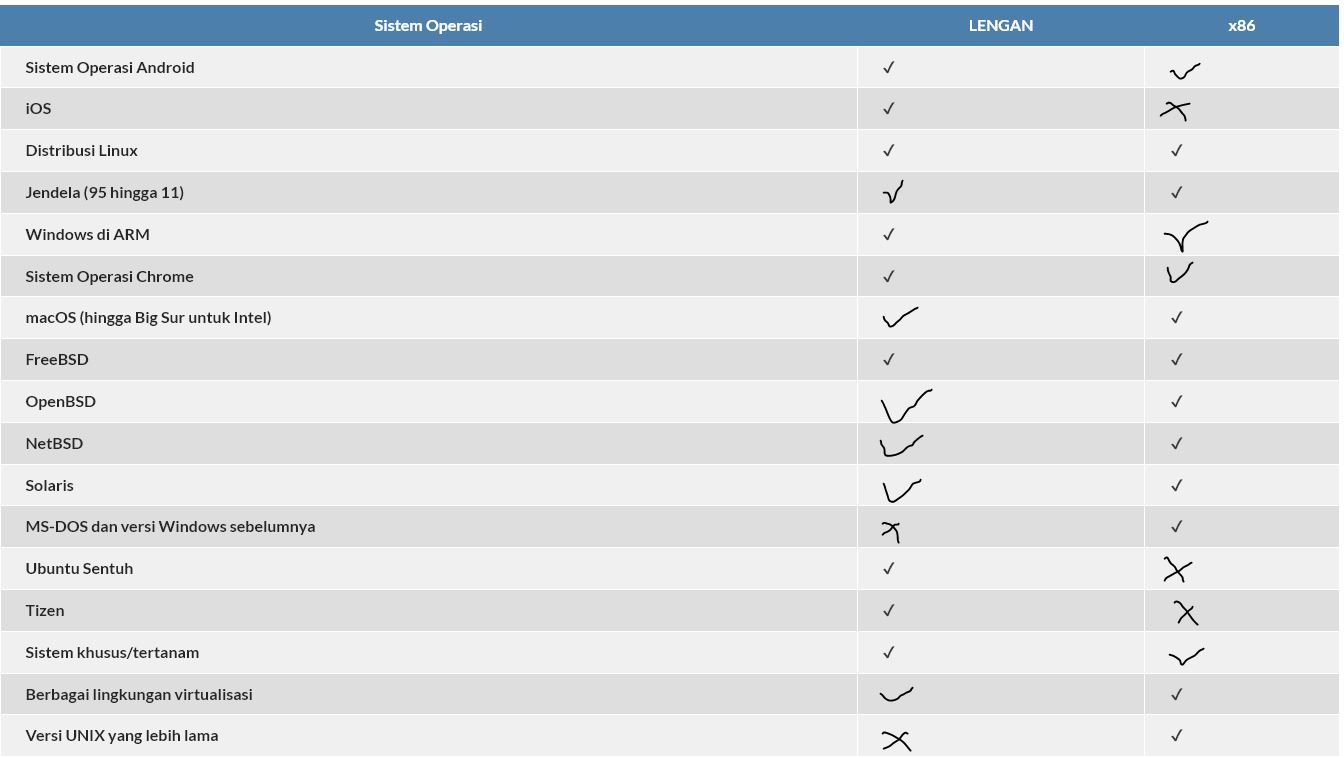 Sistem Operasi LENGAN x86
Sistem Operasi Android ✓ ✓
iOS ✓ ✗
Distribusi Linux ✓ ✓
Jendela (95 hingga 11) ✓ ✓
Windows di ARM ✓ ✓
Sistem Operasi Chrome ✓ ✓
macOS (hingga Big Sur untuk Intel) ✓ ✓
FreeBSD ✓ ✓
OpenBSD ✓ ✓
NetBSD ✓ ✓
Solaris ✓ ✓
MS-DOS dan versi Windows sebelumnya ✗ ✓
Ubuntu Sentuh ✓ ✗
Tizen ✓ ✗
Sistem khusus/tertanam ✓ ✓
Berbagai lingkungan virtualisasi ✓ ✓
Versi UNIX yang lebih lama ✗ ✓